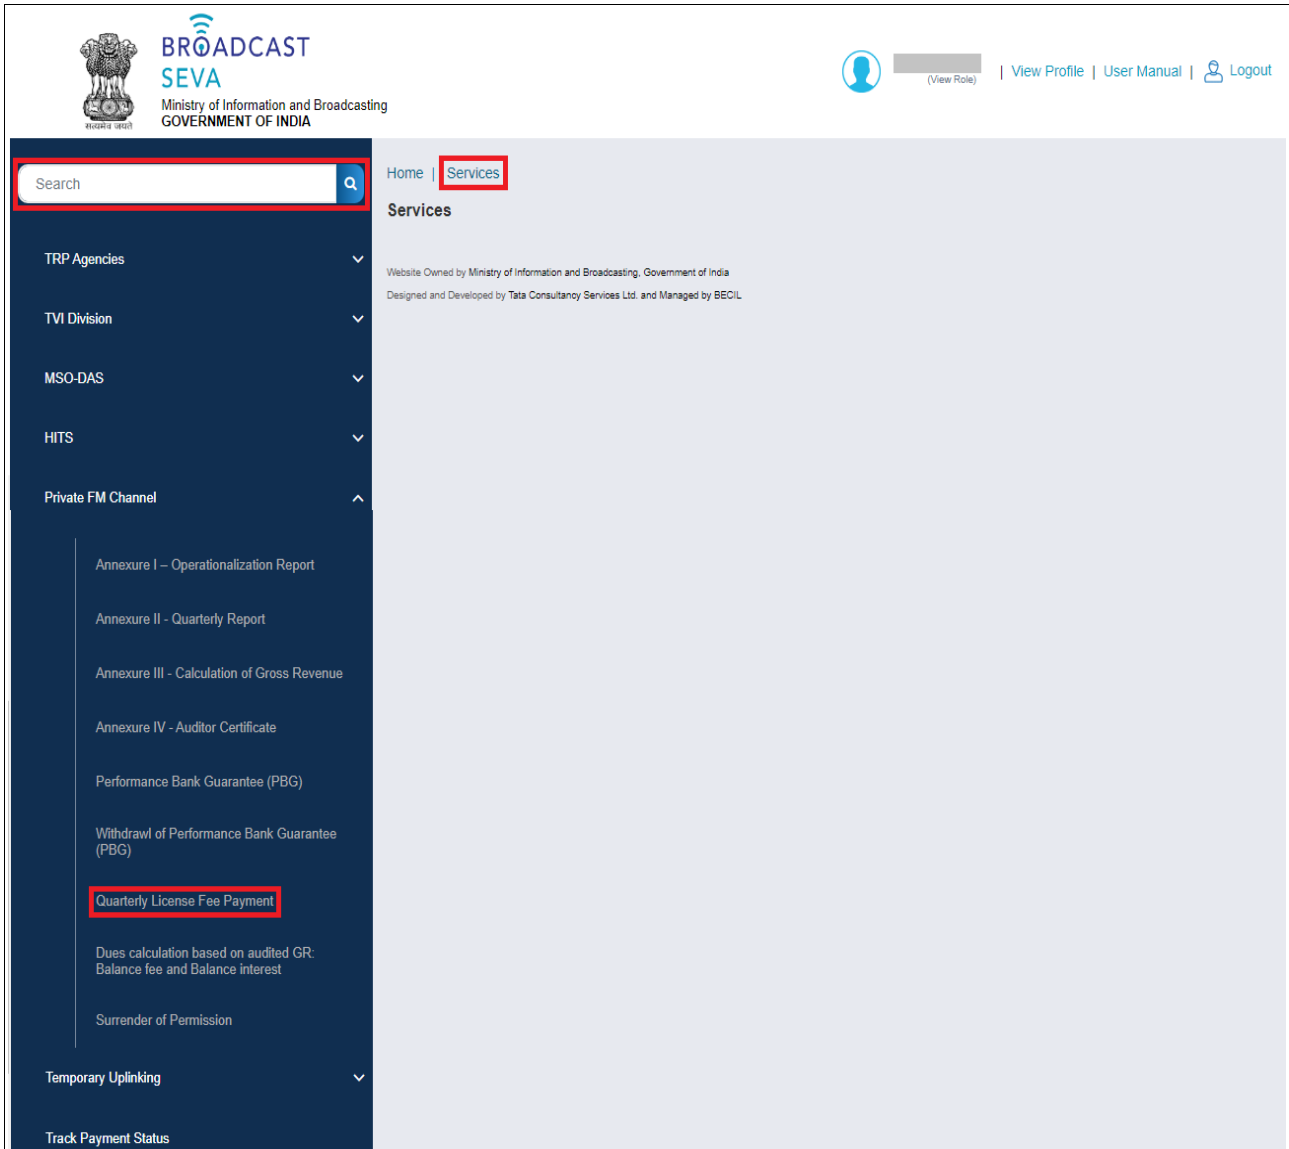 BROADCAST
SEVA
Ministry of Information and Broadcasting
GOVERNMENT OF INDIA
सत्यमेव जयते
(View Role)
| View Profile | User Manual | Logout
Search
Home | Services
Services
Website Owned by Ministry of Information and Broadcasting, Government of India
Designed and Developed by Tata Consultancy Services Ltd. and Managed by BECIL
TRP Agencies
TVI Division
MSO-DAS
HITS
Private FM Channel
Annexure I – Operationalization Report
Annexure II - Quarterly Report
Annexure III - Calculation of Gross Revenue
Annexure IV - Auditor Certificate
Performance Bank Guarantee (PBG)
Withdrawl of Performance Bank Guarantee
(PBG)
Quarterly License Fee Payment
Dues calculation based on audited GR:
Balance fee and Balance interest
Surrender of Permission
Temporary Uplinking
Track Payment Status